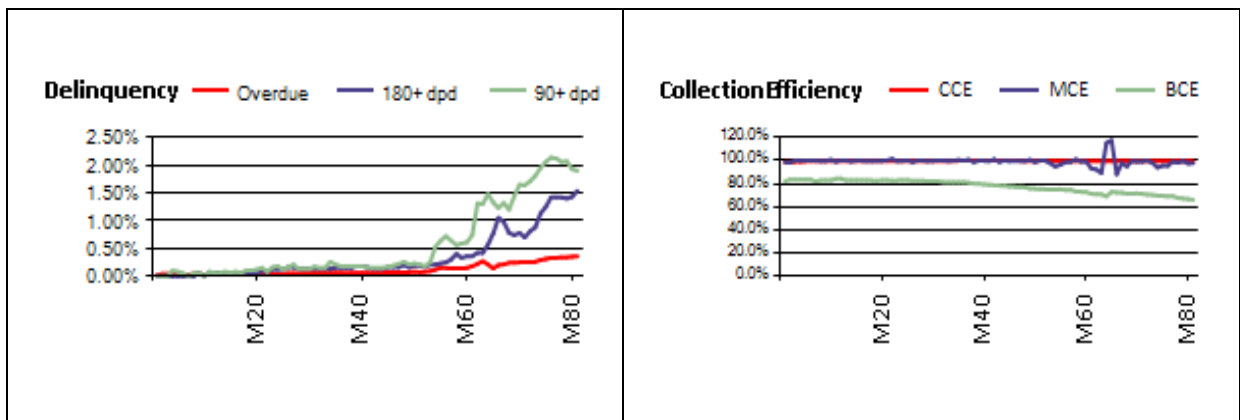 Delinquency Overdue 180+ dpd 90+ dpd
2.50%
2.00%
1.50%
1.00%
0.50%
0.00%
M20
M40
M60
M80
Collection Efficiency CCE MCE BCE
120.0%
100.0%
80.0%
60.0%
40.0%
20.0%
0.0%
M20
M40
M60
M80